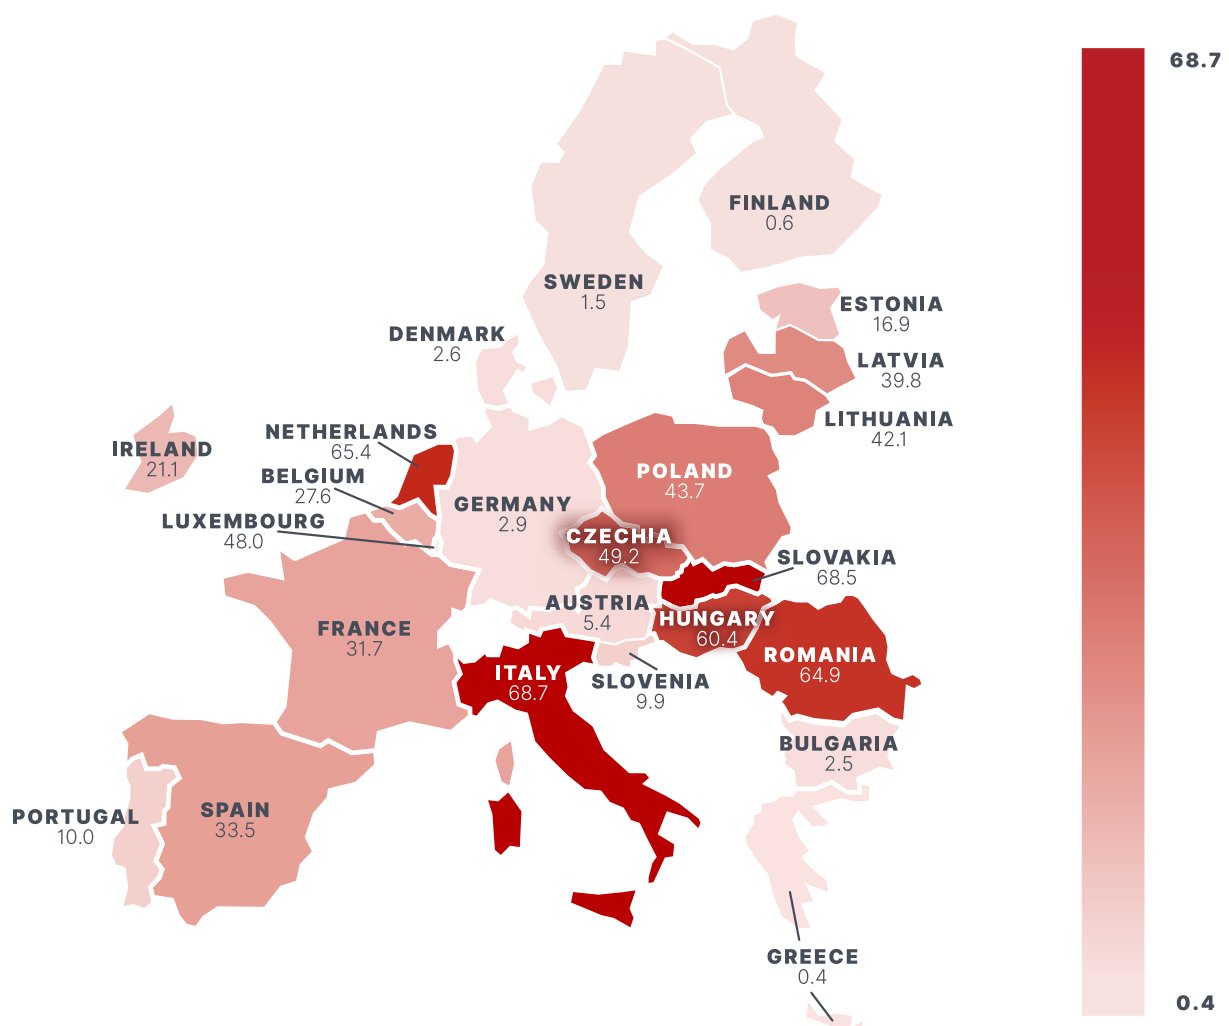 68.7
FINLAND
0.6
SWEDEN
1.5
ESTONIA
16.9
DENMARK
2.6
LATVIA
39.8
LITHUANIA
42.1
NETHERLANDS
65.4
IRELAND
21.1
BELGIUM
27.6
POLAND
43.7
GERMANY
2.9
LUXEMBOURG
48.0
CZECHIA
49.2
SLOVAKIA
68.5
AUSTRIA
5.4
HUNGARY
60.4
FRANCE
31.7
ROMANIA
64.9
ITALY
68.7
SLOVENIA
9.9
BULGARIA
2.5
SPAIN
33.5
PORTUGAL
10.0
GREECE
0.4
0.4